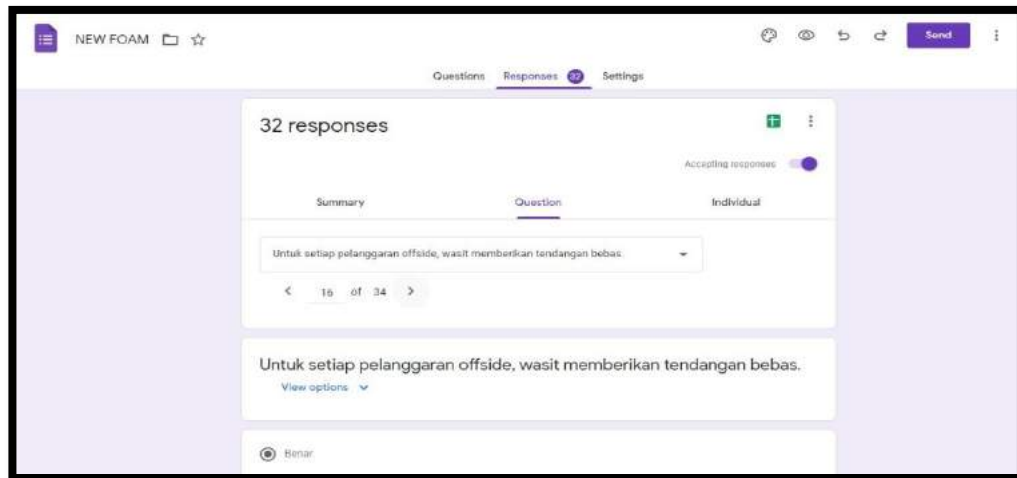 NEW FOAM
Send
Questions Responses 32 Settings
32 responses
Accepting responses
Summary Question Individual
Untuk setiap pelanggaran offside, wasit memberikan tendangan bebas.
16 of 34
Untuk setiap pelanggaran offside, wasit memberikan tendangan bebas.
View options
Benar